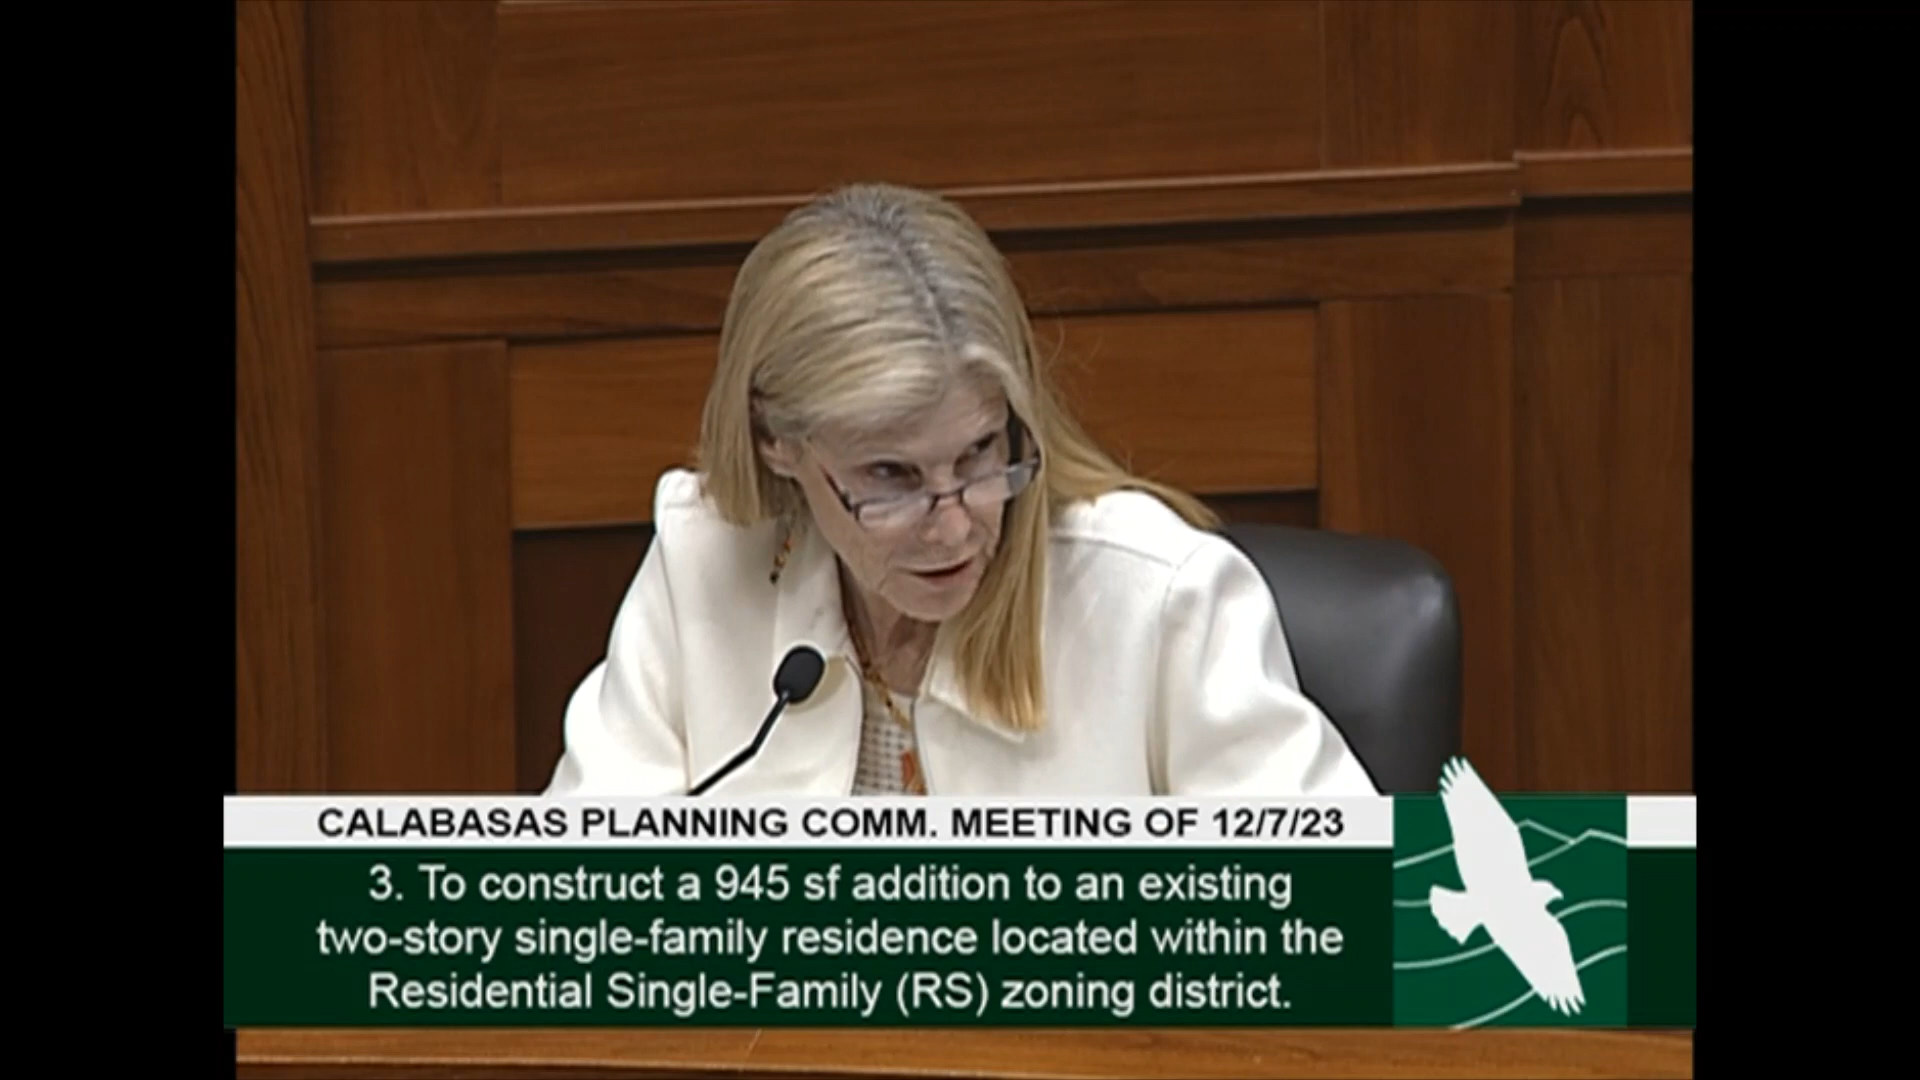 CALABASAS PLANNING COMM. MEETING OF 12/7/23
3. To construct a 945 sf addition to an existing
two-story single-family residence located within the
Residential Single-Family (RS) zoning district.